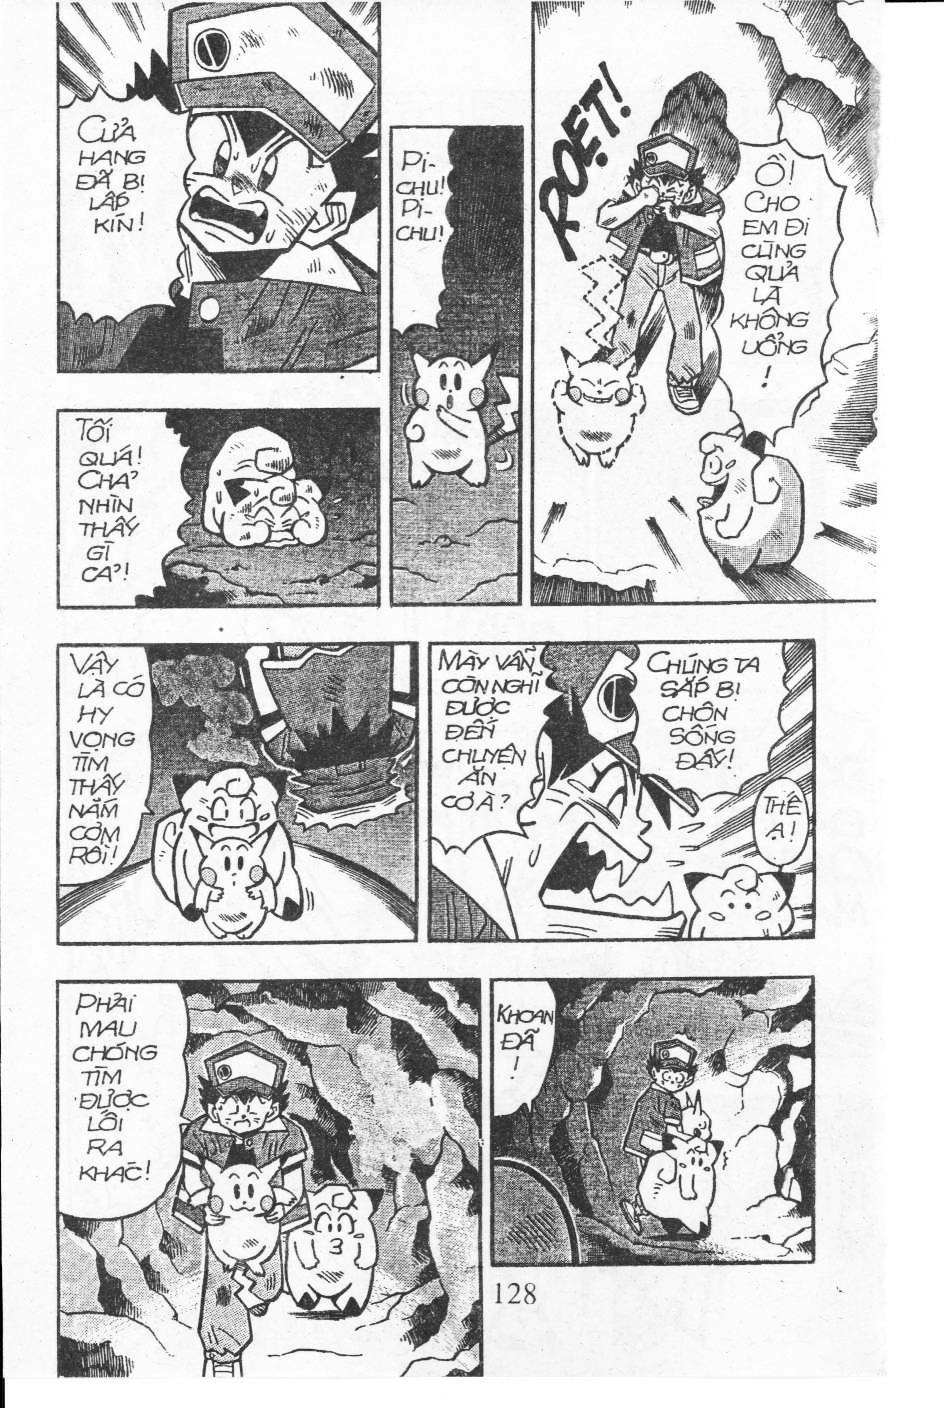 CỬA
HANG
ĐÃ BỊ
LẤP
KÍN!
TỐI
QUÁ!
CHẢ
NHÌN
THẤY
GÌ
CẢ!
PI-
CHU!
PI-
CHU!
ROẸT!
Ồ!
CHO
EM ĐI
CÙNG
QUẢ
LÀ
KHÔNG
UỔNG
!
VẬY
LÀ CÓ
HY
VỌNG
TÌM
THẤY
NẤM
CƠM
RỒI!
MÀY VẪN
CÒN NGHĨ
ĐƯỢC
ĐẾN
CHUYỆN
ĂN
CƠ À?
CHÚNG TA
SẮP BỊ
CHÔN
SỐNG
ĐẤY!
THẾ
À!
PHẢI
MAU
CHÓNG
TÌM
ĐƯỢC
LỐI
RA
KHÁC!
KHOAN
ĐÃ
!
128